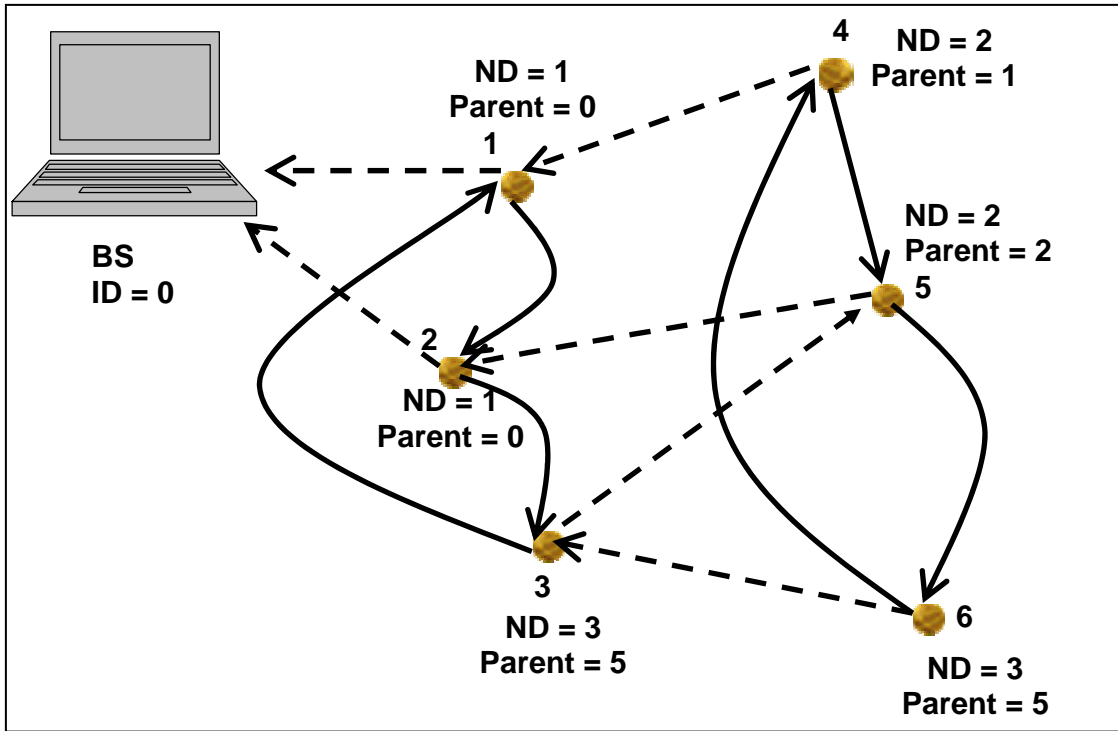 4
ND = 2
Parent = 1
ND = 1
Parent = 0
1
BS
ID = 0
ND = 2
Parent = 2
5
2
ND = 1
Parent = 0
3
ND = 3
Parent = 5
6
ND = 3
Parent = 5